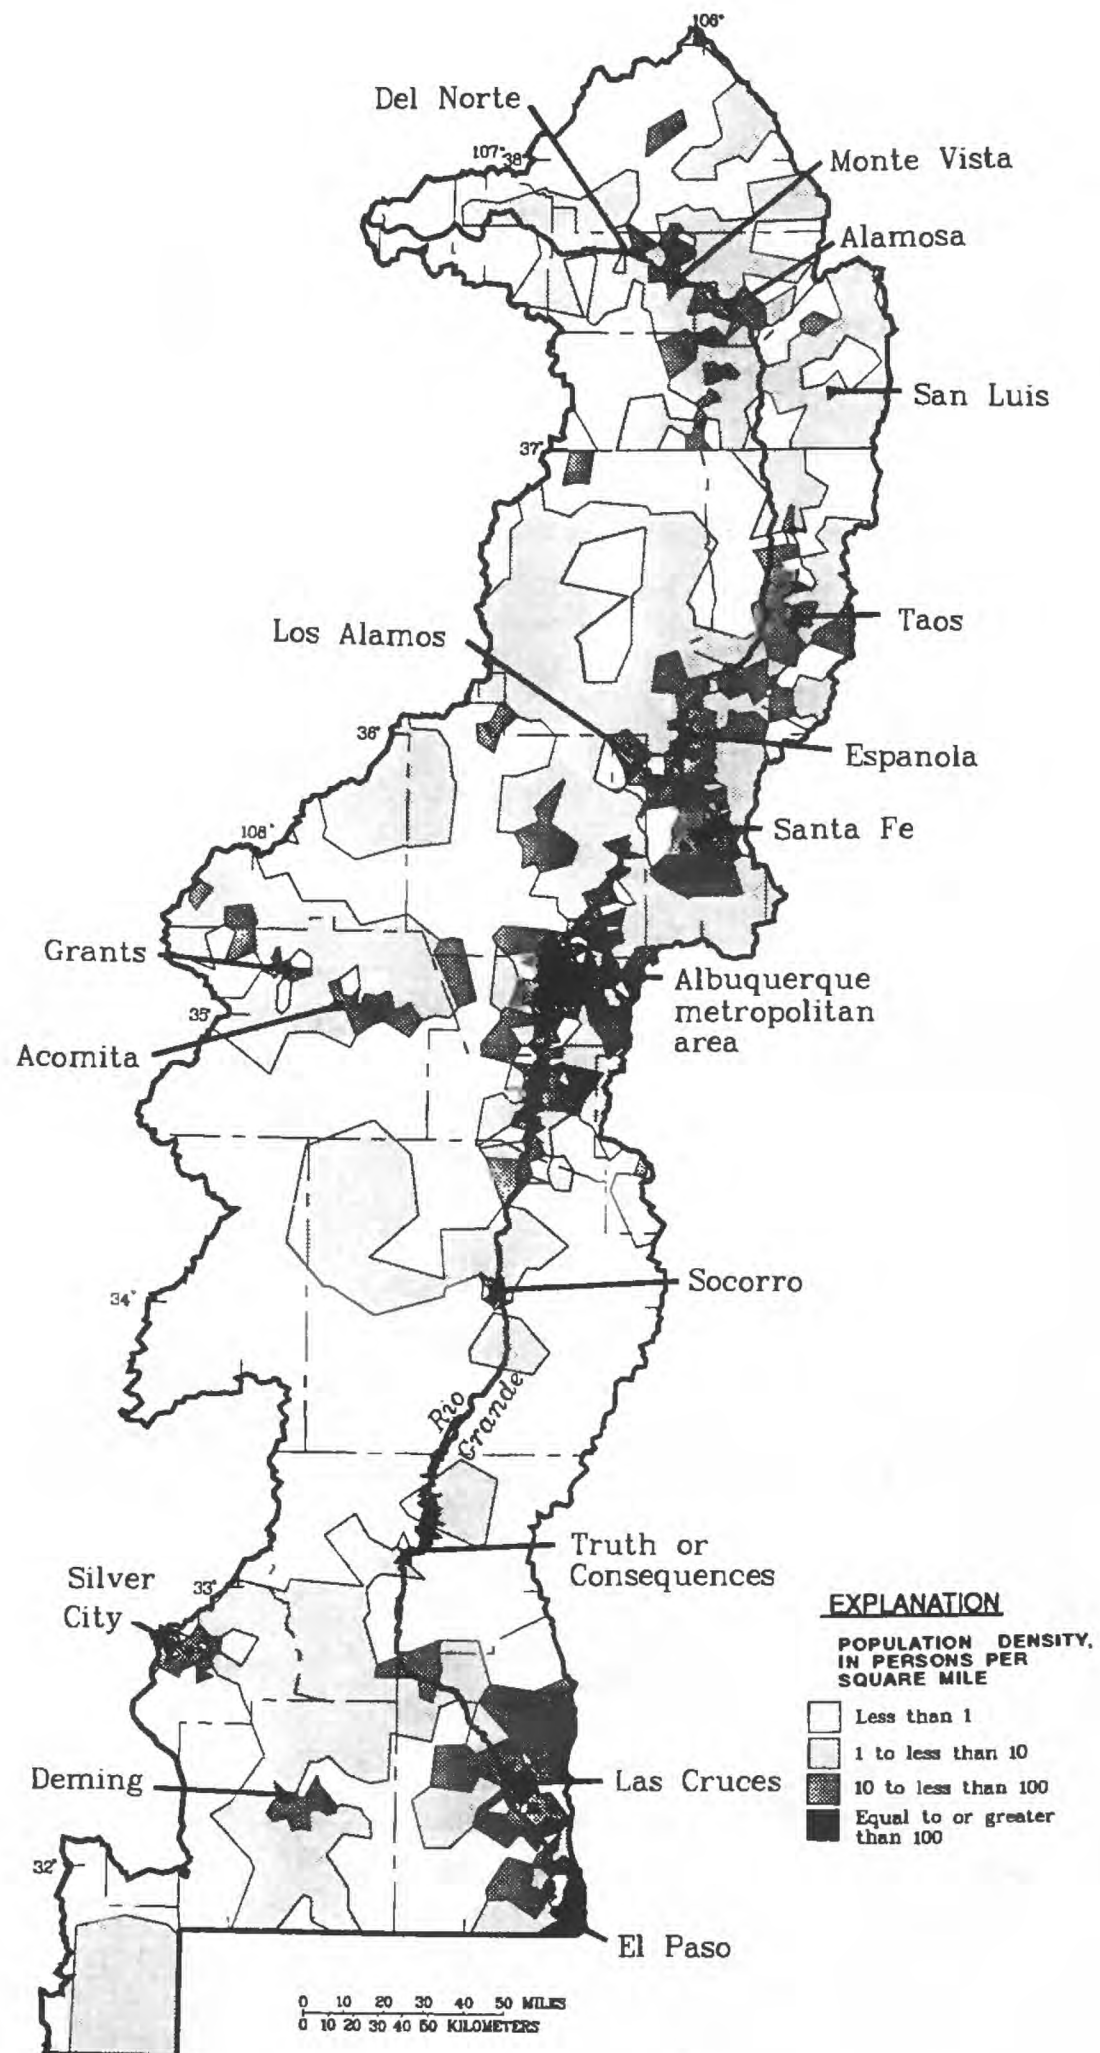 106°
Del Norte
107°
38°
Monte Vista
Alamosa
San Luis
37°
Taos
Los Alamos
36°
Espanola
Santa Fe
108°
Grants
Albuquerque
metropolitan
area
35°
Acomita
Socorro
34°
Rio
Grande
Truth or
Consequences
Silver
City
33°
EXPLANATION
POPULATION DENSITY,
IN PERSONS PER
SQUARE MILE
Less than 1
1 to less than 10
10 to less than 100
Equal to or greater
than 100
Deming
Las Cruces
32°
El Paso
0 10 20 30 40 50 MILES
0 10 20 30 40 50 KILOMETERS